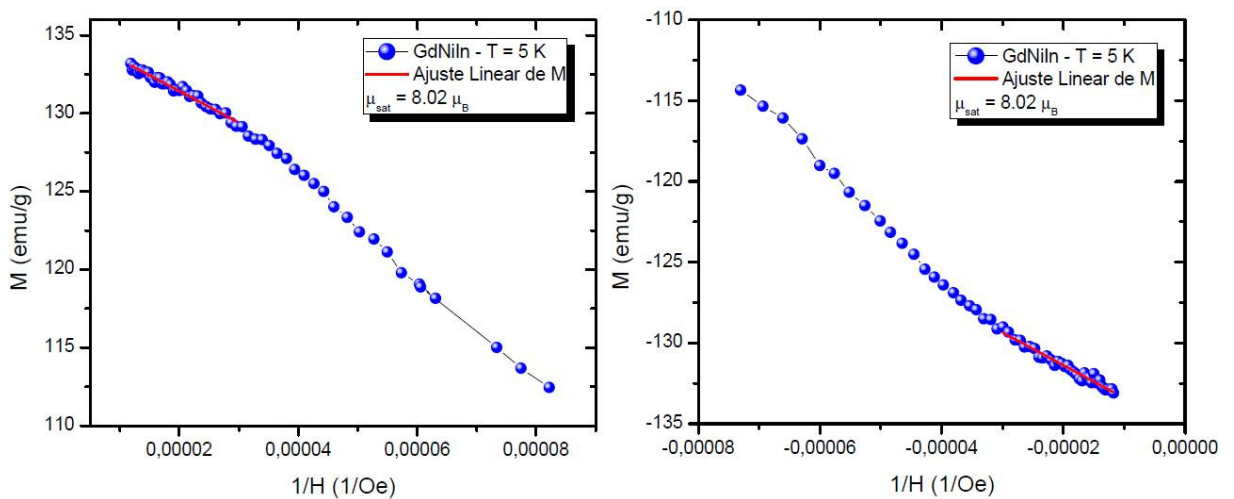 135
130
125
120
115
110
M (emu/g)
GdNiIn - T = 5 K
Ajuste Linear de M
μsat = 8.02 μB
0,00002 0,00004 0,00006 0,00008
1/H (1/Oe)
-110
-115
-120
-125
-130
-135
M (emu/g)
GdNiIn - T = 5 K
Ajuste Linear de M
μsat = 8.02 μB
-0,00008 -0,00006 -0,00004 -0,00002 0,00000
1/H (1/Oe)